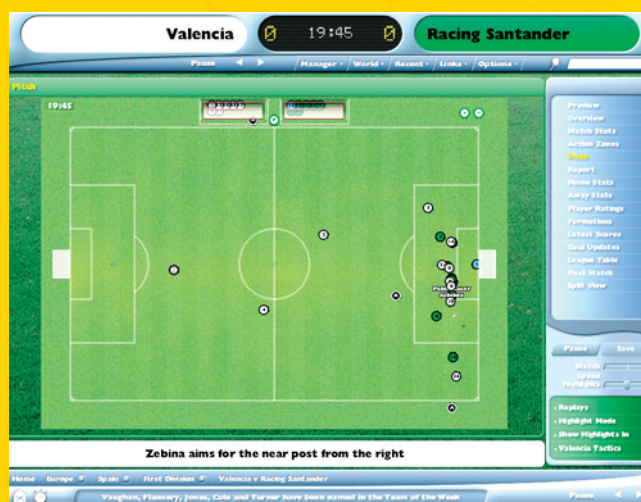 Valencia 0 19:45 0 Racing Santander
Pause Manager World Recent Links Options
Pitch
19:45
Preview
Overview
Match Stats
Action Zones
Pitch
Report
Home Stats
Away Stats
Player Ratings
Formations
Latest Scores
Goal Updates
League Table
Post Match
Split View
Pause Save
Match
Speed
Highlights
Replays
Highlight Mode
Show Highlights In
Valencia Tactics
Zebina aims for the near post from the right
Home Europe Spain First Division Valencia v Racing Santander
Vaughan, Flannery, Jones, Cole and Turner have been named in the Team of the Week
Pause